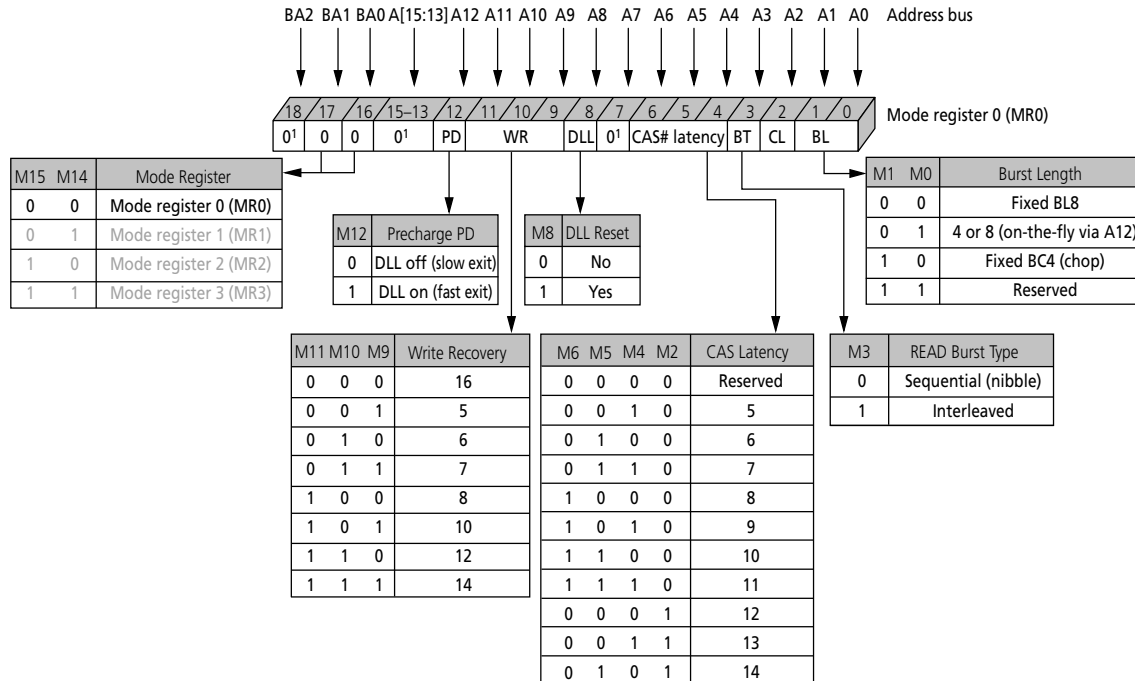 BA2 BA1 BA0 A[15:13] A12 A11 A10 A9 A8 A7 A6 A5 A4 A3 A2 A1 A0 Address bus
18 17 16 15–13 12 11 10 9 8 7 6 5 4 3 2 1 0 Mode register 0 (MR0)
0¹ 0 0 0¹ PD WR DLL 0¹ CAS# latency BT CL BL
M15 M14 Mode Register
0 0 Mode register 0 (MR0)
0 1 Mode register 1 (MR1)
1 0 Mode register 2 (MR2)
1 1 Mode register 3 (MR3)
M12 Precharge PD
0 DLL off (slow exit)
1 DLL on (fast exit)
M8 DLL Reset
0 No
1 Yes
M1 M0 Burst Length
0 0 Fixed BL8
0 1 4 or 8 (on-the-fly via A12)
1 0 Fixed BC4 (chop)
1 1 Reserved
M11 M10 M9 Write Recovery
0 0 0 16
0 0 1 5
0 1 0 6
0 1 1 7
1 0 0 8
1 0 1 10
1 1 0 12
1 1 1 14
M6 M5 M4 M2 CAS Latency
0 0 0 0 Reserved
0 0 1 0 5
0 1 0 0 6
0 1 1 0 7
1 0 0 0 8
1 0 1 0 9
1 1 0 0 10
1 1 1 0 11
0 0 0 1 12
0 0 1 1 13
0 1 0 1 14
M3 READ Burst Type
0 Sequential (nibble)
1 Interleaved